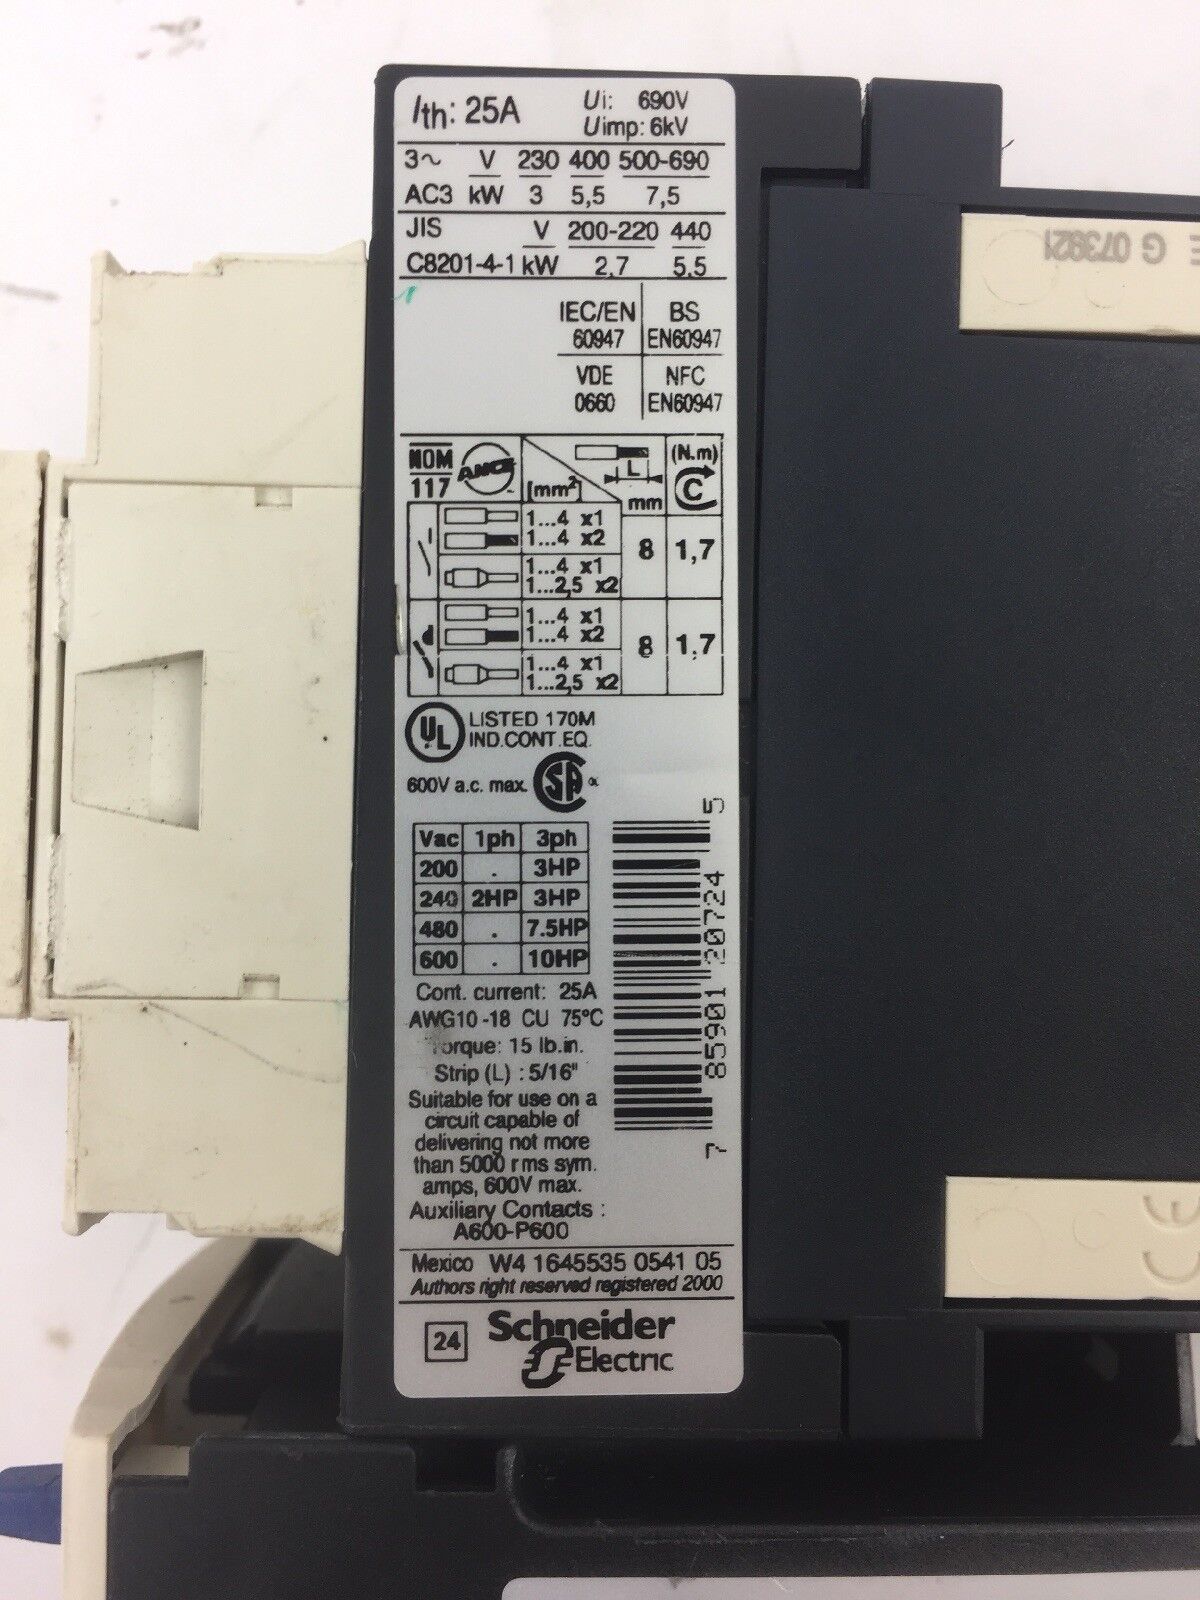 Ith: 25A
Ui: 690V
Uimp: 6kV
3~ V 230 400 500-690
AC3 kW 3 5,5 7,5
JIS V 200-220 440
C8201-4-1 kW 2,7 5,5
IEC/EN BS
60947 EN60947
VDE NFC
0660 EN60947
NOM ANCE L (N.m)
117 [mm²] mm C
1...4 x1
1...4 x2
8 1,7
1...4 x1
1...2,5 x2
1...4 x1
1...4 x2
8 1,7
1...4 x1
1...2,5 x2
UL LISTED 170M
IND.CONT.EQ.
600V a.c. max. SA
Vac 1ph 3ph
200 . 3HP
240 2HP 3HP
480 . 7.5HP
600 . 10HP
7 85901 20724 5
Cont. current: 25A
AWG10-18 CU 75°C
Torque: 15 lb.in.
Strip (L) : 5/16"
Suitable for use on a
circuit capable of
delivering not more
than 5000 rms sym.
amps, 600V max.
Auxiliary Contacts :
A600-P600
Mexico W4 1645535 0541 05
Authors right reserved registered 2000
24 Schneider
Electric
E G 073921
CE